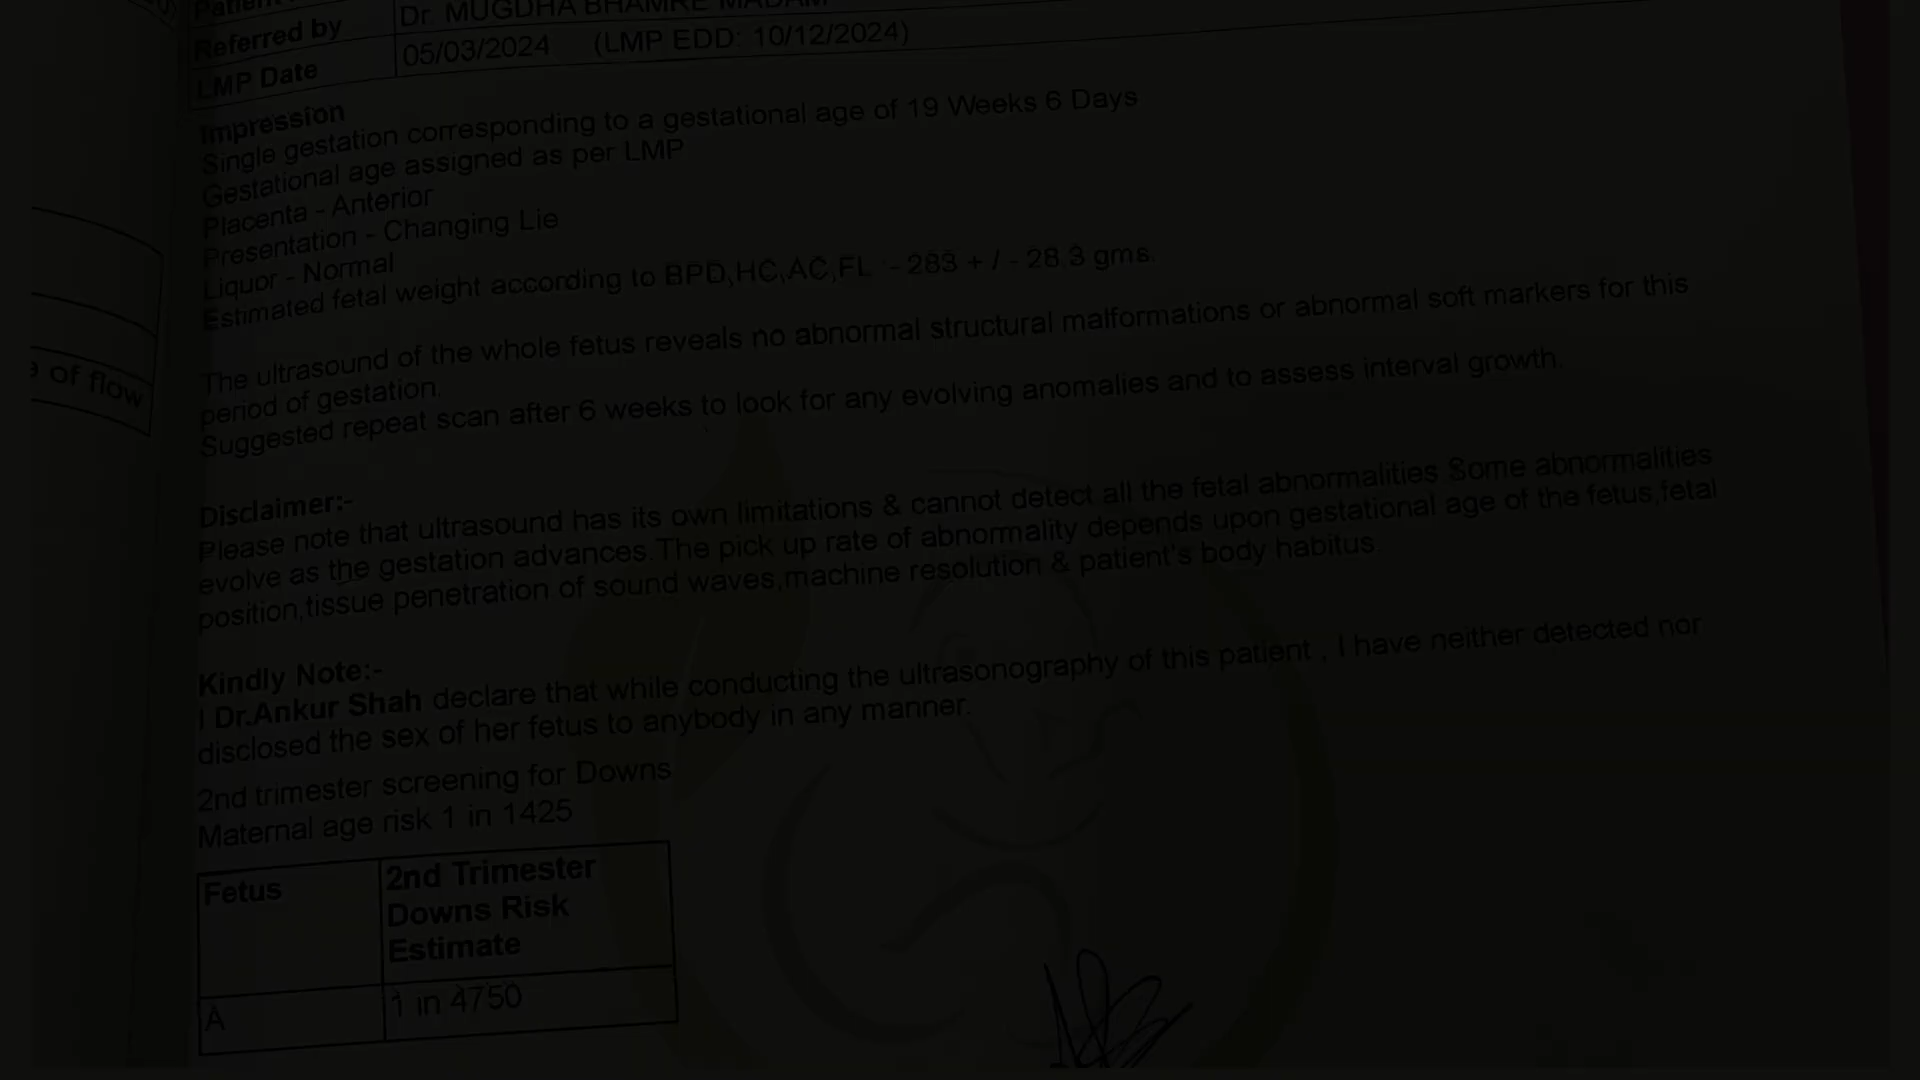 Referred by Dr. MUGDHA BHAMRE MADAM
LMP Date 05/03/2024 (LMP EDD: 10/12/2024)
Impression
Single gestation corresponding to a gestational age of 19 Weeks 6 Days
Gestational age assigned as per LMP
Placenta - Anterior
Presentation - Changing Lie
Liquor - Normal
Estimated fetal weight according to BPD,HC,AC,FL :- 283 + / - 28.3 gms.
The ultrasound of the whole fetus reveals no abnormal structural malformations or abnormal soft markers for this
period of gestation.
Suggested repeat scan after 6 weeks to look for any evolving anomalies and to assess interval growth.
of flow
Disclaimer:-
Please note that ultrasound has its own limitations & cannot detect all the fetal abnormalities Some abnormalities
evolve as the gestation advances.The pick up rate of abnormality depends upon gestational age of the fetus,fetal
position,tissue penetration of sound waves,machine resolution & patient's body habitus.
Kindly Note:-
I Dr.Ankur Shah declare that while conducting the ultrasonography of this patient , I have neither detected nor
disclosed the sex of her fetus to anybody in any manner.
2nd trimester screening for Downs
Maternal age risk 1 in 1425
Fetus
2nd Trimester
Downs Risk
Estimate
A
1 in 4750